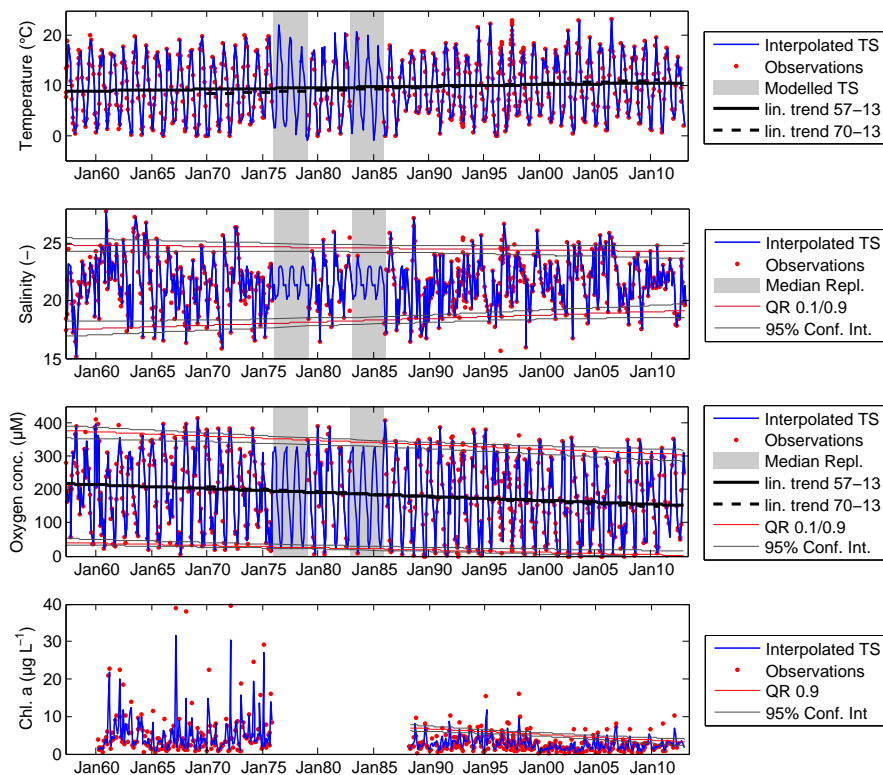 Temperature (°C)
20
10
0
Jan60 Jan65 Jan70 Jan75 Jan80 Jan85 Jan90 Jan95 Jan00 Jan05 Jan10
Interpolated TS
Observations
Modelled TS
lin. trend 57−13
lin. trend 70−13
Salinity (−)
25
20
15
Jan60 Jan65 Jan70 Jan75 Jan80 Jan85 Jan90 Jan95 Jan00 Jan05 Jan10
Interpolated TS
Observations
Median Repl.
QR 0.1/0.9
95% Conf. Int.
Oxygen conc. (µM)
400
300
200
100
0
Jan60 Jan65 Jan70 Jan75 Jan80 Jan85 Jan90 Jan95 Jan00 Jan05 Jan10
Interpolated TS
Observations
Median Repl.
lin. trend 57−13
lin. trend 70−13
QR 0.1/0.9
95% Conf. Int.
Chl. a (µg L⁻¹)
40
30
20
10
0
Jan60 Jan65 Jan70 Jan75 Jan80 Jan85 Jan90 Jan95 Jan00 Jan05 Jan10
Interpolated TS
Observations
QR 0.9
95% Conf. Int